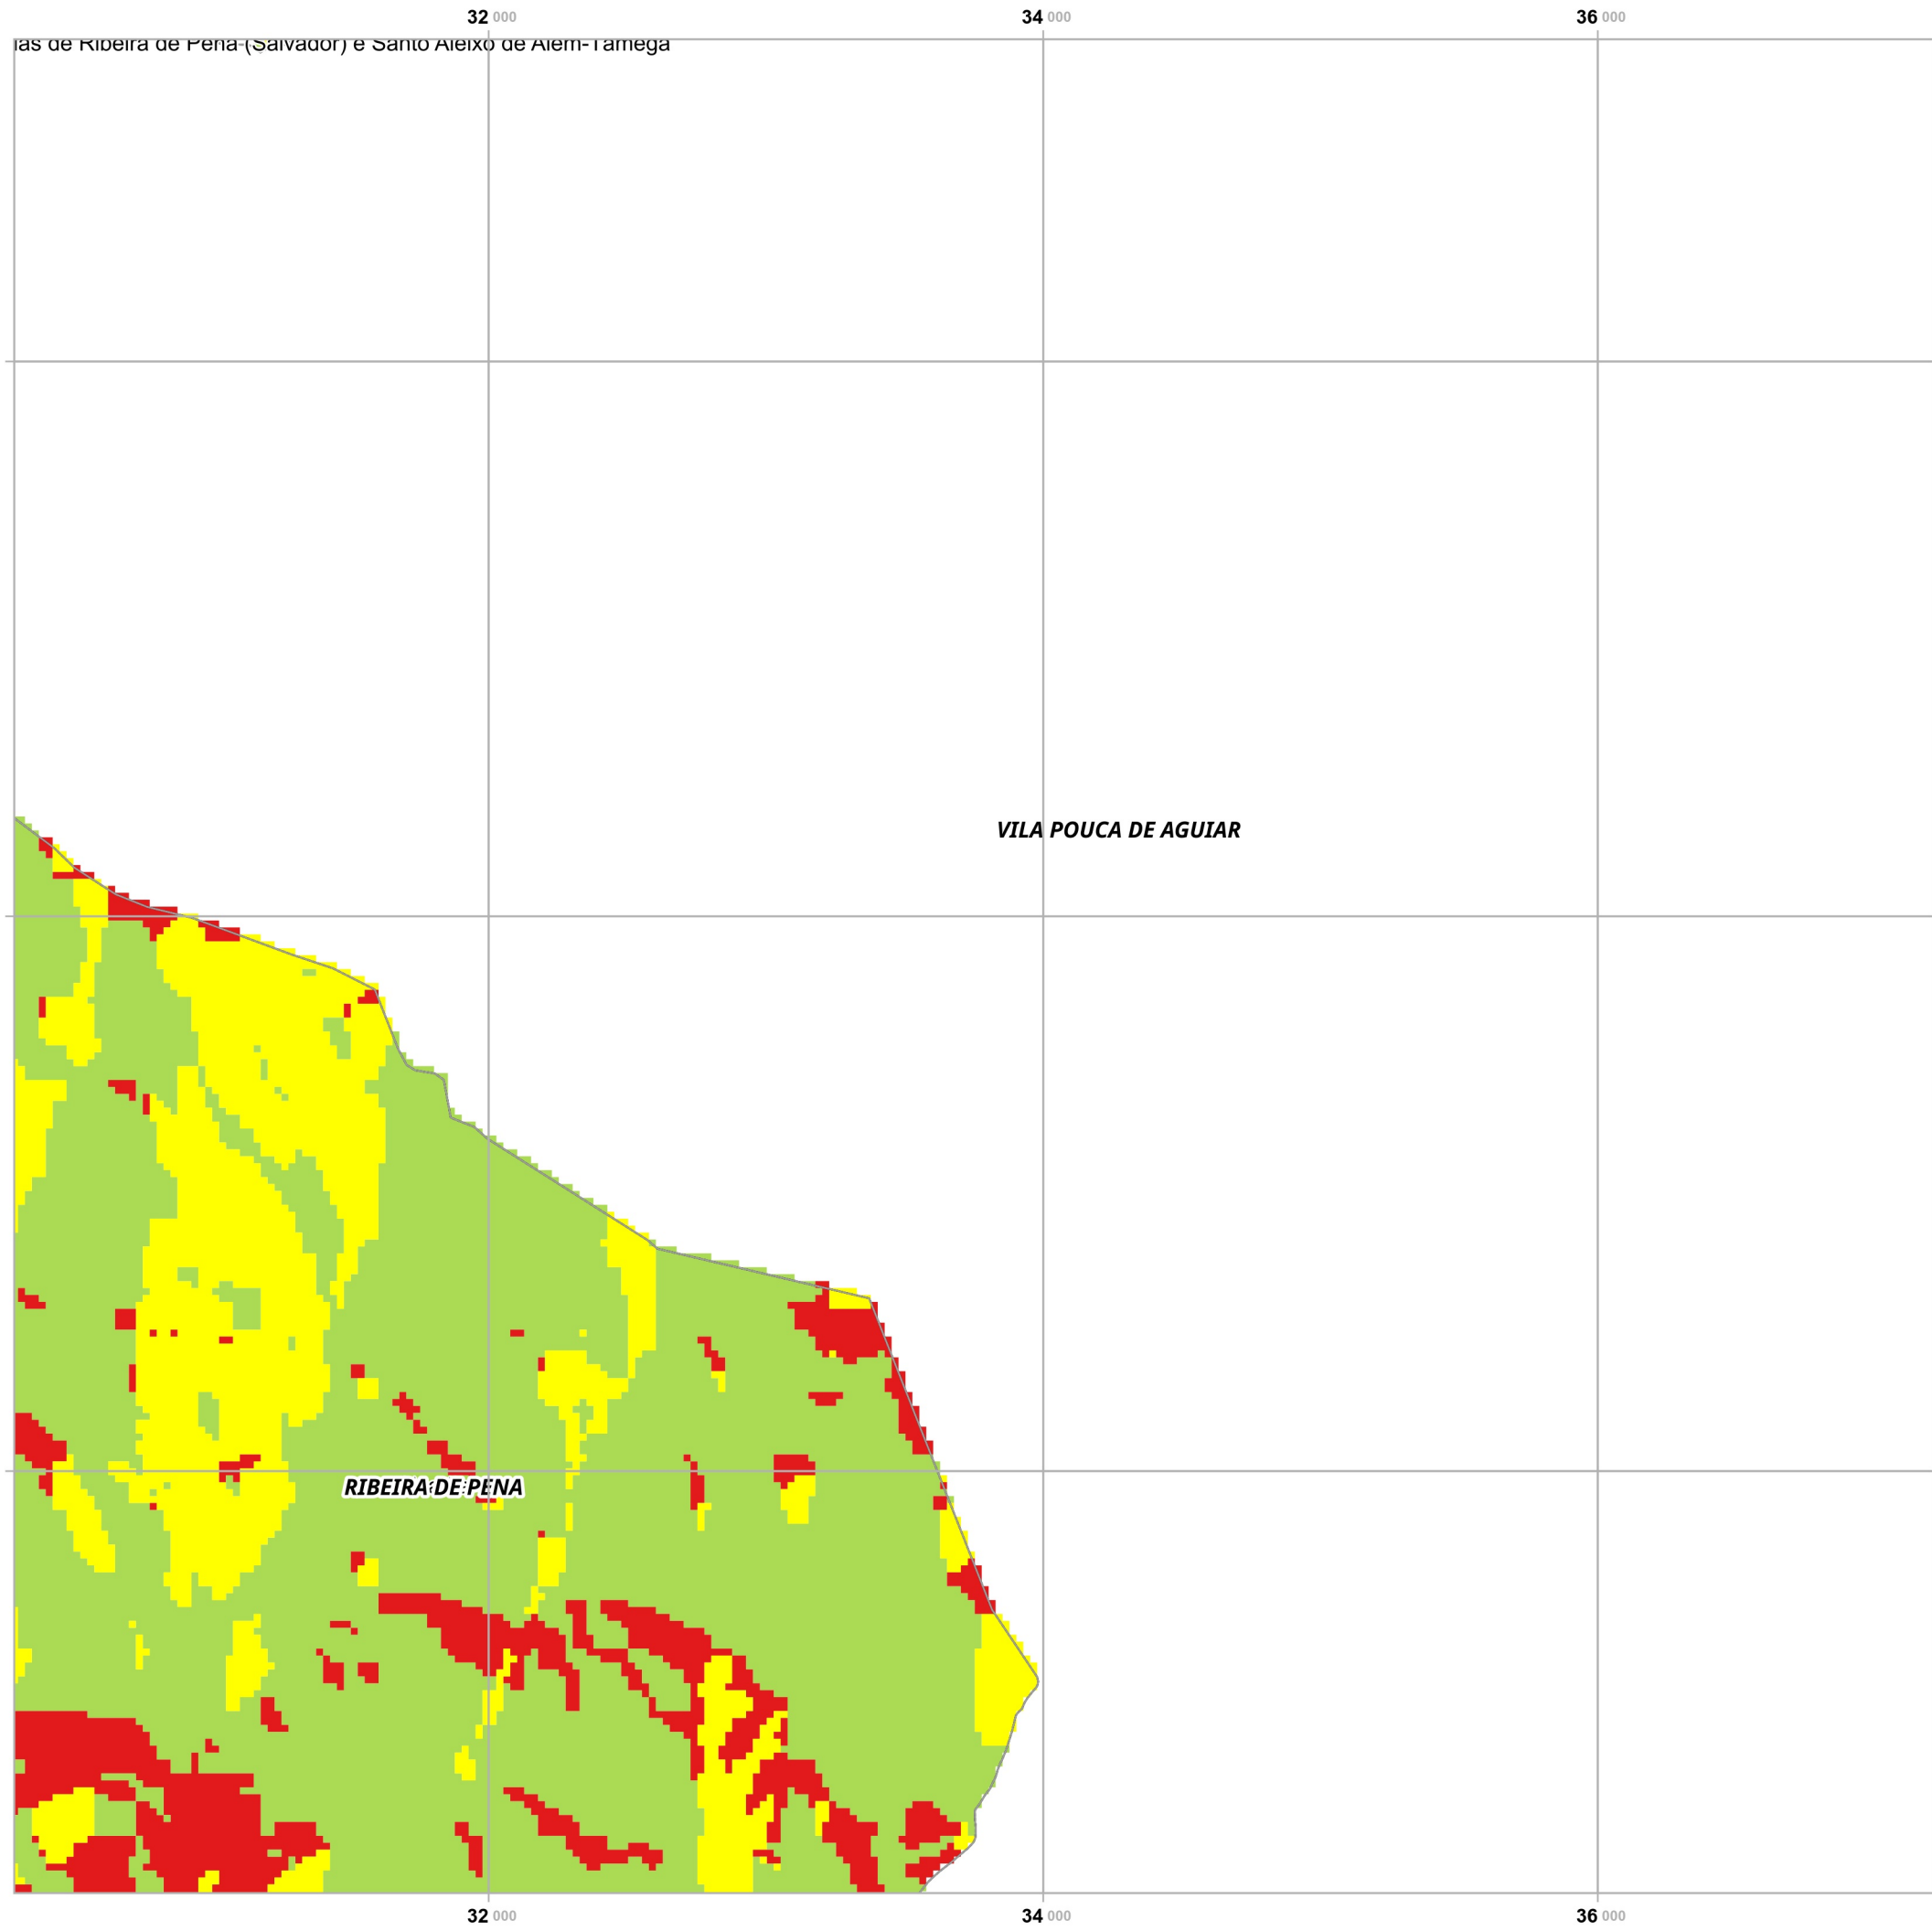 32 000 34 000 36 000
ias de Ribeira de Pena (Salvador) e Santo Aleixo de Além-Tâmega
VILA POUCA DE AGUIAR
RIBEIRA DE PENA
32 000 34 000 36 000